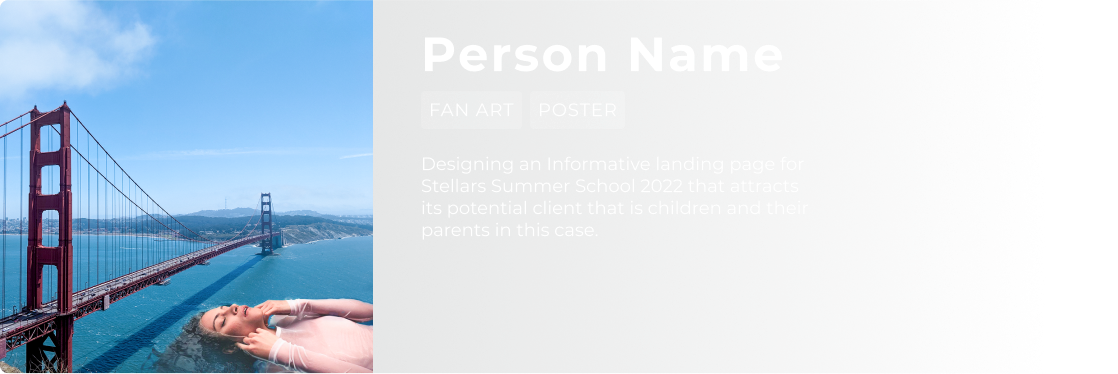 Person Name
FAN ART POSTER
Designing an Informative landing page for
Stellars Summer School 2022 that attracts
its potential client that is children and their
parents in this case.